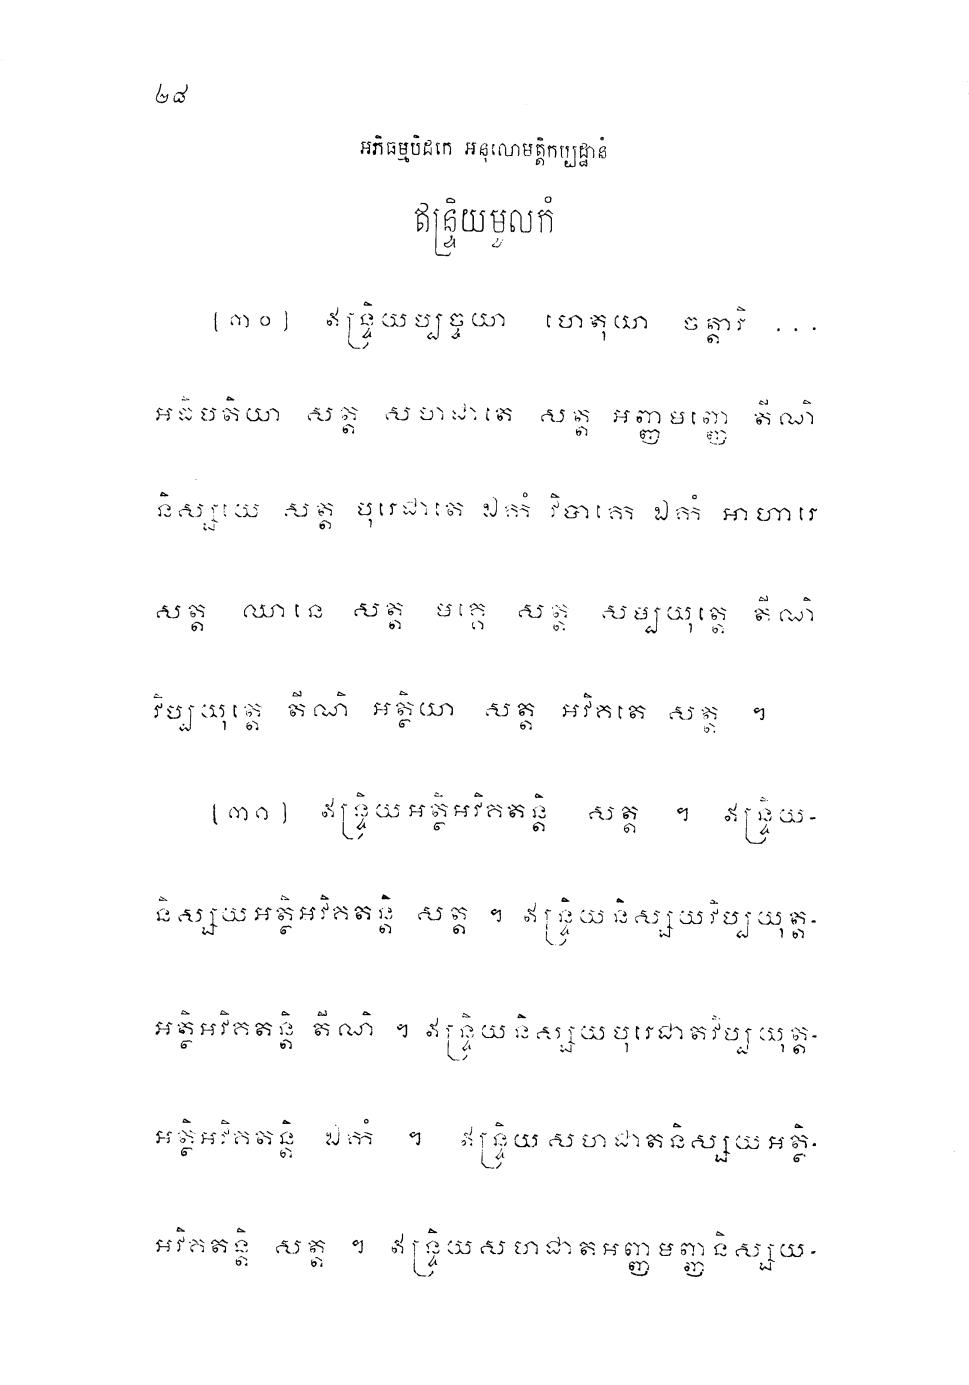 ២៨
អភិធម្មបិដកេ អនុលោមត្តិកប្បដ្ឋានំ
ឥន្ទ្រិយមូលកំ
[៣០] ឥន្ទ្រិយប្បច្ចយា ហេតុយា ចត្តារិ ...
អធិបតិយា សត្ត សហជាតេ សត្ត អញ្ញមញ្ញេ តីណិ
និស្សយេ សត្ត បុរេជាតេ ឯកំ វិបាកេ ឯកំ អាហារេ
សត្ត ឈានេ សត្ត មគ្គេ សត្ត សម្បយុត្តេ តីណិ
វិប្បយុត្តេ តីណិ អត្ថិយា សត្ត អវិគតេ សត្ត ។
[៣១] ឥន្ទ្រិយអត្ថិអវិគតន្តិ សត្ត ។ ឥន្ទ្រិយ-
និស្សយអត្ថិអវិគតន្តិ សត្ត ។ ឥន្ទ្រិយនិស្សយវិប្បយុត្ត-
អត្ថិអវិគតន្តិ តីណិ ។ ឥន្ទ្រិយនិស្សយបុរេជាតវិប្បយុត្ត-
អត្ថិអវិគតន្តិ ឯកំ ។ ឥន្ទ្រិយសហជាតនិស្សយអត្ថិ-
អវិគតន្តិ សត្ត ។ ឥន្ទ្រិយសហជាតអញ្ញមញ្ញនិស្សយ-